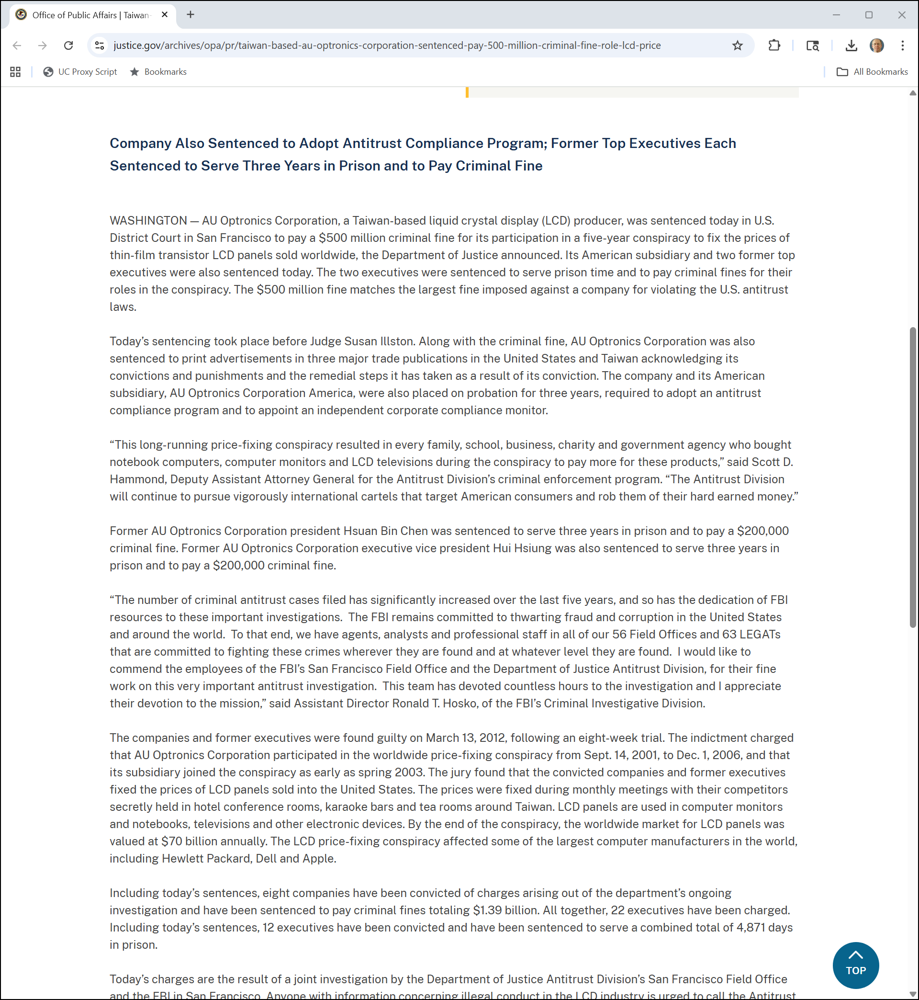 Office of Public Affairs | Taiwan-
justice.gov/archives/opa/pr/taiwan-based-au-optronics-corporation-sentenced-pay-500-million-criminal-fine-role-lcd-price
UC Proxy Script
Bookmarks
All Bookmarks
Company Also Sentenced to Adopt Antitrust Compliance Program; Former Top Executives Each
Sentenced to Serve Three Years in Prison and to Pay Criminal Fine
WASHINGTON — AU Optronics Corporation, a Taiwan-based liquid crystal display (LCD) producer, was sentenced today in U.S.
District Court in San Francisco to pay a $500 million criminal fine for its participation in a five-year conspiracy to fix the prices of
thin-film transistor LCD panels sold worldwide, the Department of Justice announced. Its American subsidiary and two former top
executives were also sentenced today. The two executives were sentenced to serve prison time and to pay criminal fines for their
roles in the conspiracy. The $500 million fine matches the largest fine imposed against a company for violating the U.S. antitrust
laws.
Today’s sentencing took place before Judge Susan Illston. Along with the criminal fine, AU Optronics Corporation was also
sentenced to print advertisements in three major trade publications in the United States and Taiwan acknowledging its
convictions and punishments and the remedial steps it has taken as a result of its conviction. The company and its American
subsidiary, AU Optronics Corporation America, were also placed on probation for three years, required to adopt an antitrust
compliance program and to appoint an independent corporate compliance monitor.
“This long-running price-fixing conspiracy resulted in every family, school, business, charity and government agency who bought
notebook computers, computer monitors and LCD televisions during the conspiracy to pay more for these products,” said Scott D.
Hammond, Deputy Assistant Attorney General for the Antitrust Division’s criminal enforcement program. “The Antitrust Division
will continue to pursue vigorously international cartels that target American consumers and rob them of their hard earned money.”
Former AU Optronics Corporation president Hsuan Bin Chen was sentenced to serve three years in prison and to pay a $200,000
criminal fine. Former AU Optronics Corporation executive vice president Hui Hsiung was also sentenced to serve three years in
prison and to pay a $200,000 criminal fine.
“The number of criminal antitrust cases filed has significantly increased over the last five years, and so has the dedication of FBI
resources to these important investigations.  The FBI remains committed to thwarting fraud and corruption in the United States
and around the world.  To that end, we have agents, analysts and professional staff in all of our 56 Field Offices and 63 LEGATs
that are committed to fighting these crimes wherever they are found and at whatever level they are found.  I would like to
commend the employees of the FBI’s San Francisco Field Office and the Department of Justice Antitrust Division, for their fine
work on this very important antitrust investigation.  This team has devoted countless hours to the investigation and I appreciate
their devotion to the mission,” said Assistant Director Ronald T. Hosko, of the FBI’s Criminal Investigative Division.
The companies and former executives were found guilty on March 13, 2012, following an eight-week trial. The indictment charged
that AU Optronics Corporation participated in the worldwide price-fixing conspiracy from Sept. 14, 2001, to Dec. 1, 2006, and that
its subsidiary joined the conspiracy as early as spring 2003. The jury found that the convicted companies and former executives
fixed the prices of LCD panels sold into the United States. The prices were fixed during monthly meetings with their competitors
secretly held in hotel conference rooms, karaoke bars and tea rooms around Taiwan. LCD panels are used in computer monitors
and notebooks, televisions and other electronic devices. By the end of the conspiracy, the worldwide market for LCD panels was
valued at $70 billion annually. The LCD price-fixing conspiracy affected some of the largest computer manufacturers in the world,
including Hewlett Packard, Dell and Apple.
Including today’s sentences, eight companies have been convicted of charges arising out of the department’s ongoing
investigation and have been sentenced to pay criminal fines totaling $1.39 billion. All together, 22 executives have been charged.
Including today’s sentences, 12 executives have been convicted and have been sentenced to serve a combined total of 4,871 days
in prison.
TOP
Today’s charges are the result of a joint investigation by the Department of Justice Antitrust Division’s San Francisco Field Office
and the FBI in San Francisco. Anyone with information concerning illegal conduct in the LCD industry is urged to call the Antitrust